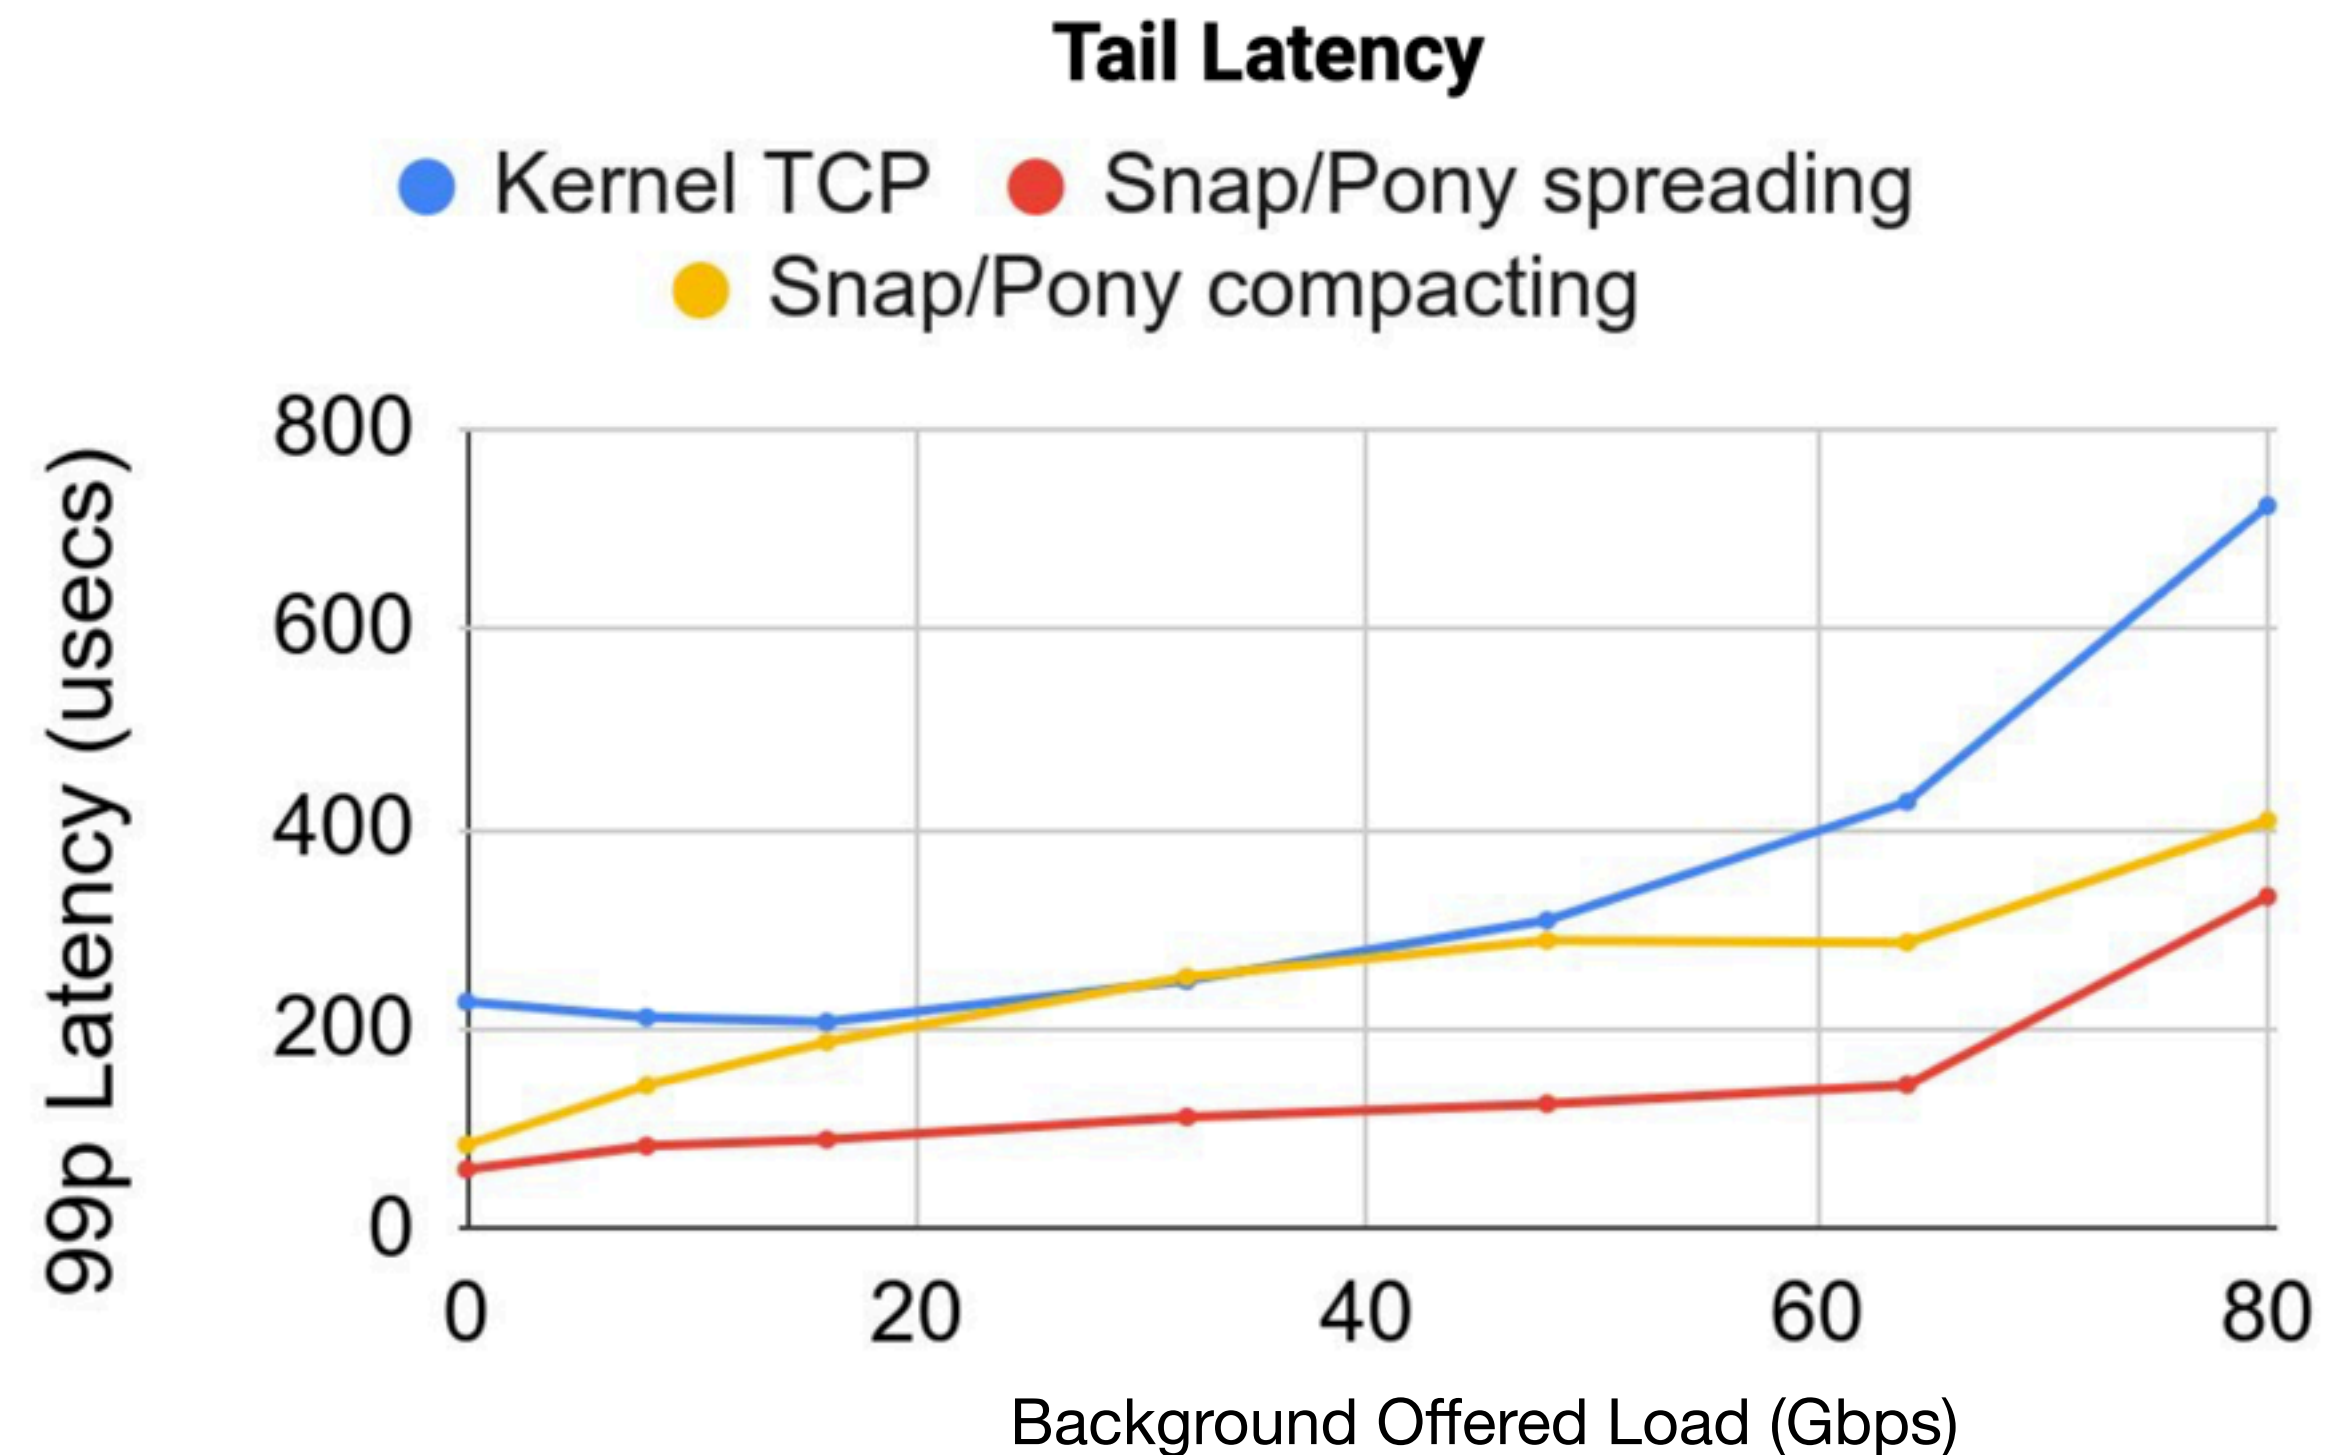 Tail Latency
Kernel TCP Snap/Pony spreading
Snap/Pony compacting
99p Latency (usecs)
800
600
400
200
0
0 20 40 60 80
Background Offered Load (Gbps)